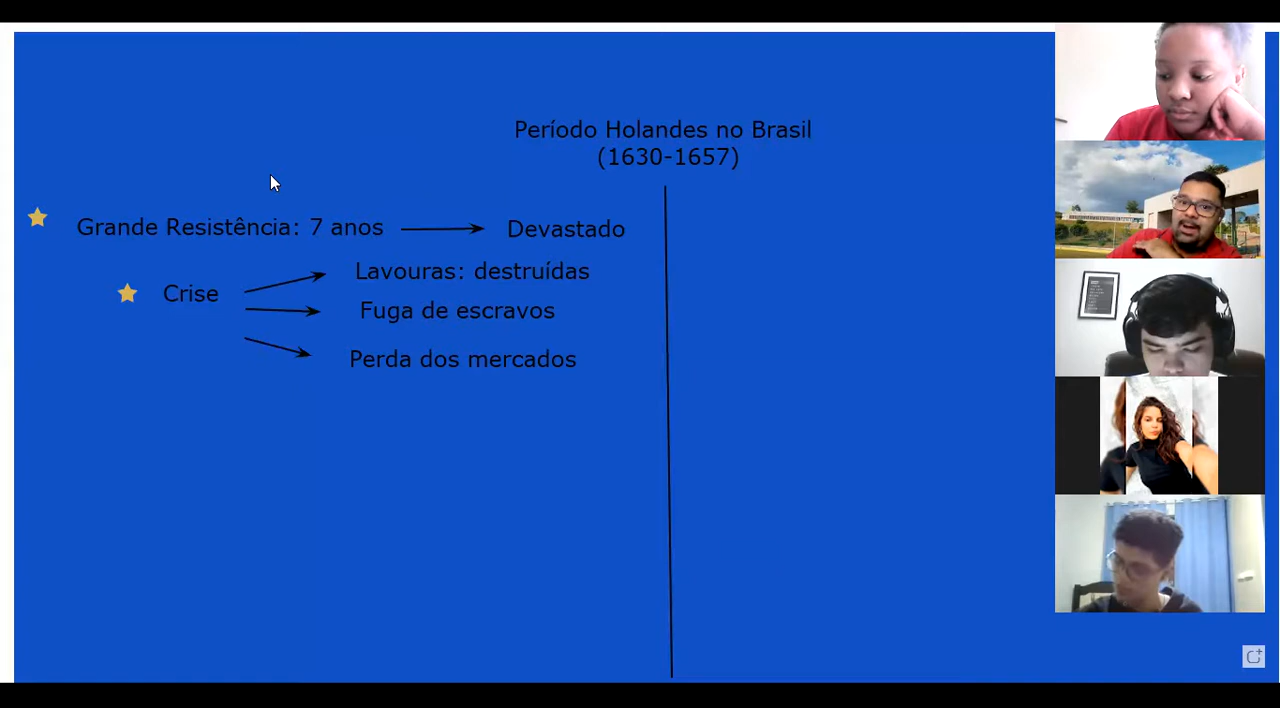 Período Holandes no Brasil
(1630-1657)
Grande Resistência: 7 anos
Devastado
Lavouras: destruídas
Crise
Fuga de escravos
Perda dos mercados